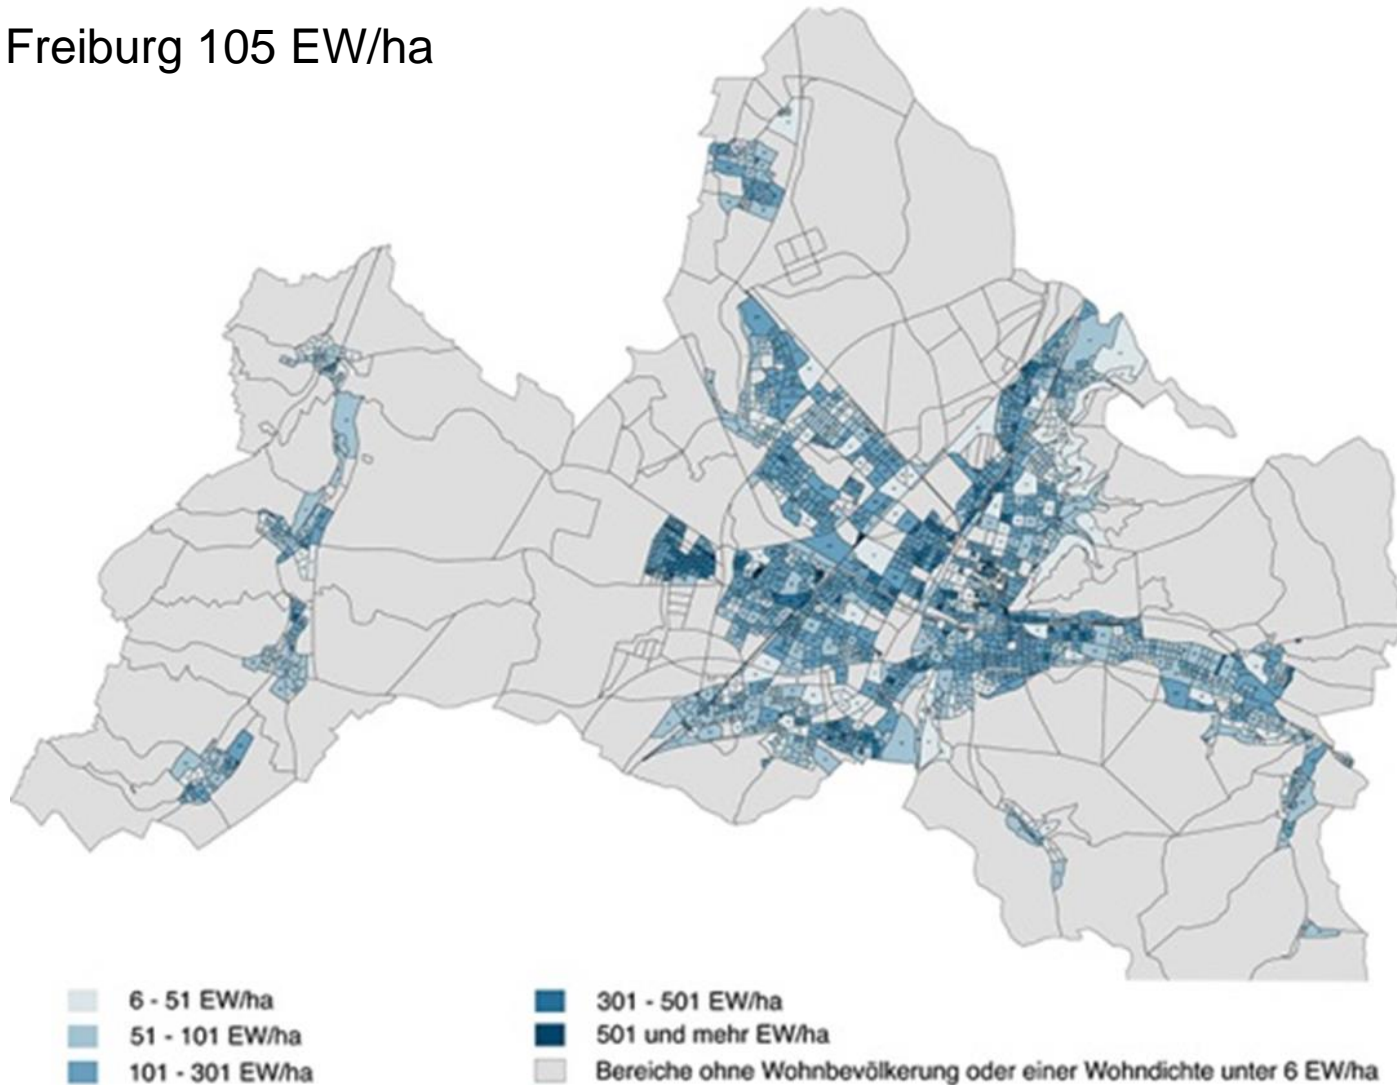 Freiburg 105 EW/ha
6 - 51 EW/ha
51 - 101 EW/ha
101 - 301 EW/ha
301 - 501 EW/ha
501 und mehr EW/ha
Bereiche ohne Wohnbevölkerung oder einer Wohndichte unter 6 EW/ha